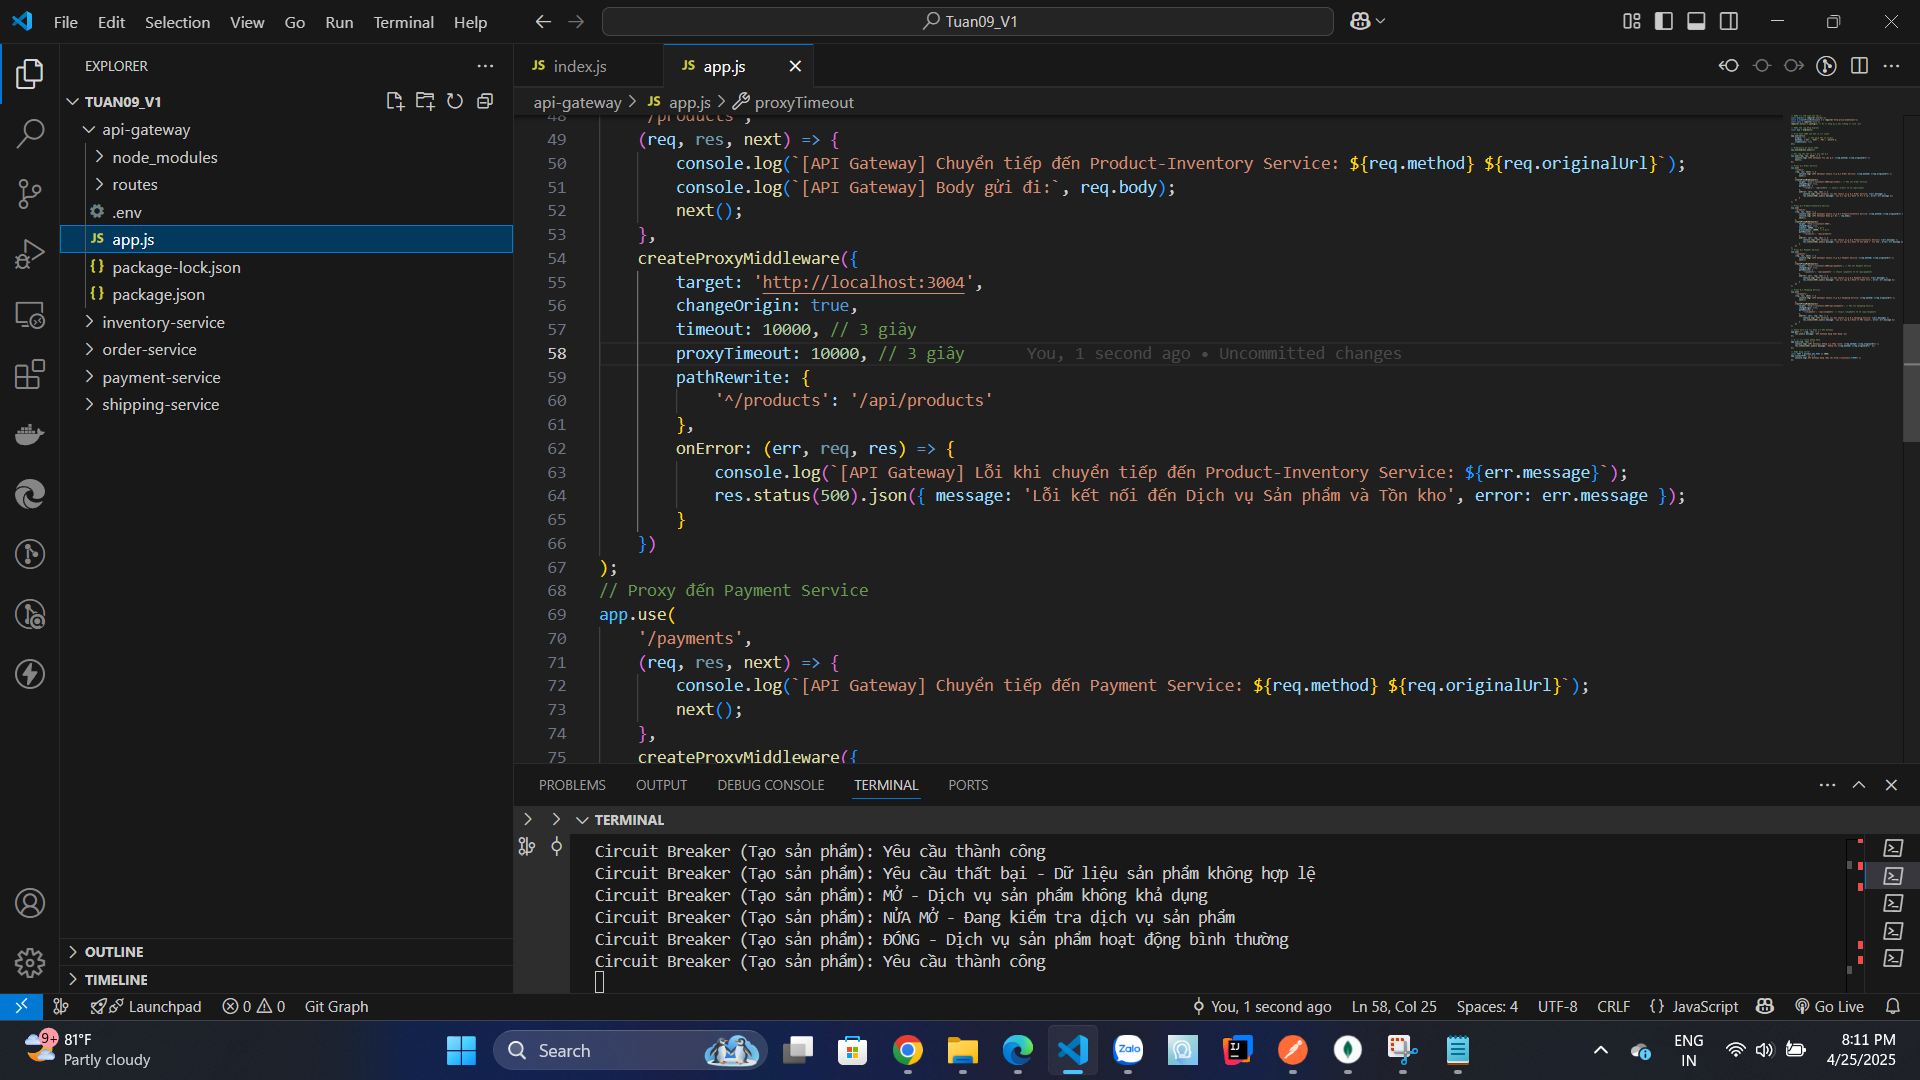 File Edit Selection View Go Run Terminal Help
Tuan09_V1
EXPLORER
TUAN09_V1
api-gateway
node_modules
routes
.env
JS app.js
{} package-lock.json
{} package.json
inventory-service
order-service
payment-service
shipping-service
OUTLINE
TIMELINE
JS index.js
JS app.js
api-gateway > JS app.js > proxyTimeout
48 '/products',
49 (req, res, next) => {
50 console.log(`[API Gateway] Chuyển tiếp đến Product-Inventory Service: ${req.method} ${req.originalUrl}`);
51 console.log(`[API Gateway] Body gửi đi:`, req.body);
52 next();
53 },
54 createProxyMiddleware({
55 target: 'http://localhost:3004',
56 changeOrigin: true,
57 timeout: 10000, // 3 giây
58 proxyTimeout: 10000, // 3 giây You, 1 second ago • Uncommitted changes
59 pathRewrite: {
60 '^/products': '/api/products'
61 },
62 onError: (err, req, res) => {
63 console.log(`[API Gateway] Lỗi khi chuyển tiếp đến Product-Inventory Service: ${err.message}`);
64 res.status(500).json({ message: 'Lỗi kết nối đến Dịch vụ Sản phẩm và Tồn kho', error: err.message });
65 }
66 })
67 );
68 // Proxy đến Payment Service
69 app.use(
70 '/payments',
71 (req, res, next) => {
72 console.log(`[API Gateway] Chuyển tiếp đến Payment Service: ${req.method} ${req.originalUrl}`);
73 next();
74 },
75 createProxyMiddleware({
PROBLEMS OUTPUT DEBUG CONSOLE TERMINAL PORTS
TERMINAL
Circuit Breaker (Tạo sản phẩm): Yêu cầu thành công
Circuit Breaker (Tạo sản phẩm): Yêu cầu thất bại - Dữ liệu sản phẩm không hợp lệ
Circuit Breaker (Tạo sản phẩm): MỞ - Dịch vụ sản phẩm không khả dụng
Circuit Breaker (Tạo sản phẩm): NỬA MỞ - Đang kiểm tra dịch vụ sản phẩm
Circuit Breaker (Tạo sản phẩm): ĐÓNG - Dịch vụ sản phẩm hoạt động bình thường
Circuit Breaker (Tạo sản phẩm): Yêu cầu thành công
Launchpad 0 0 Git Graph You, 1 second ago Ln 58, Col 25 Spaces: 4 UTF-8 CRLF {} JavaScript Go Live
9+ 81°F
Partly cloudy
Search
Zalo
IJ
ENG
IN
8:11 PM
4/25/2025